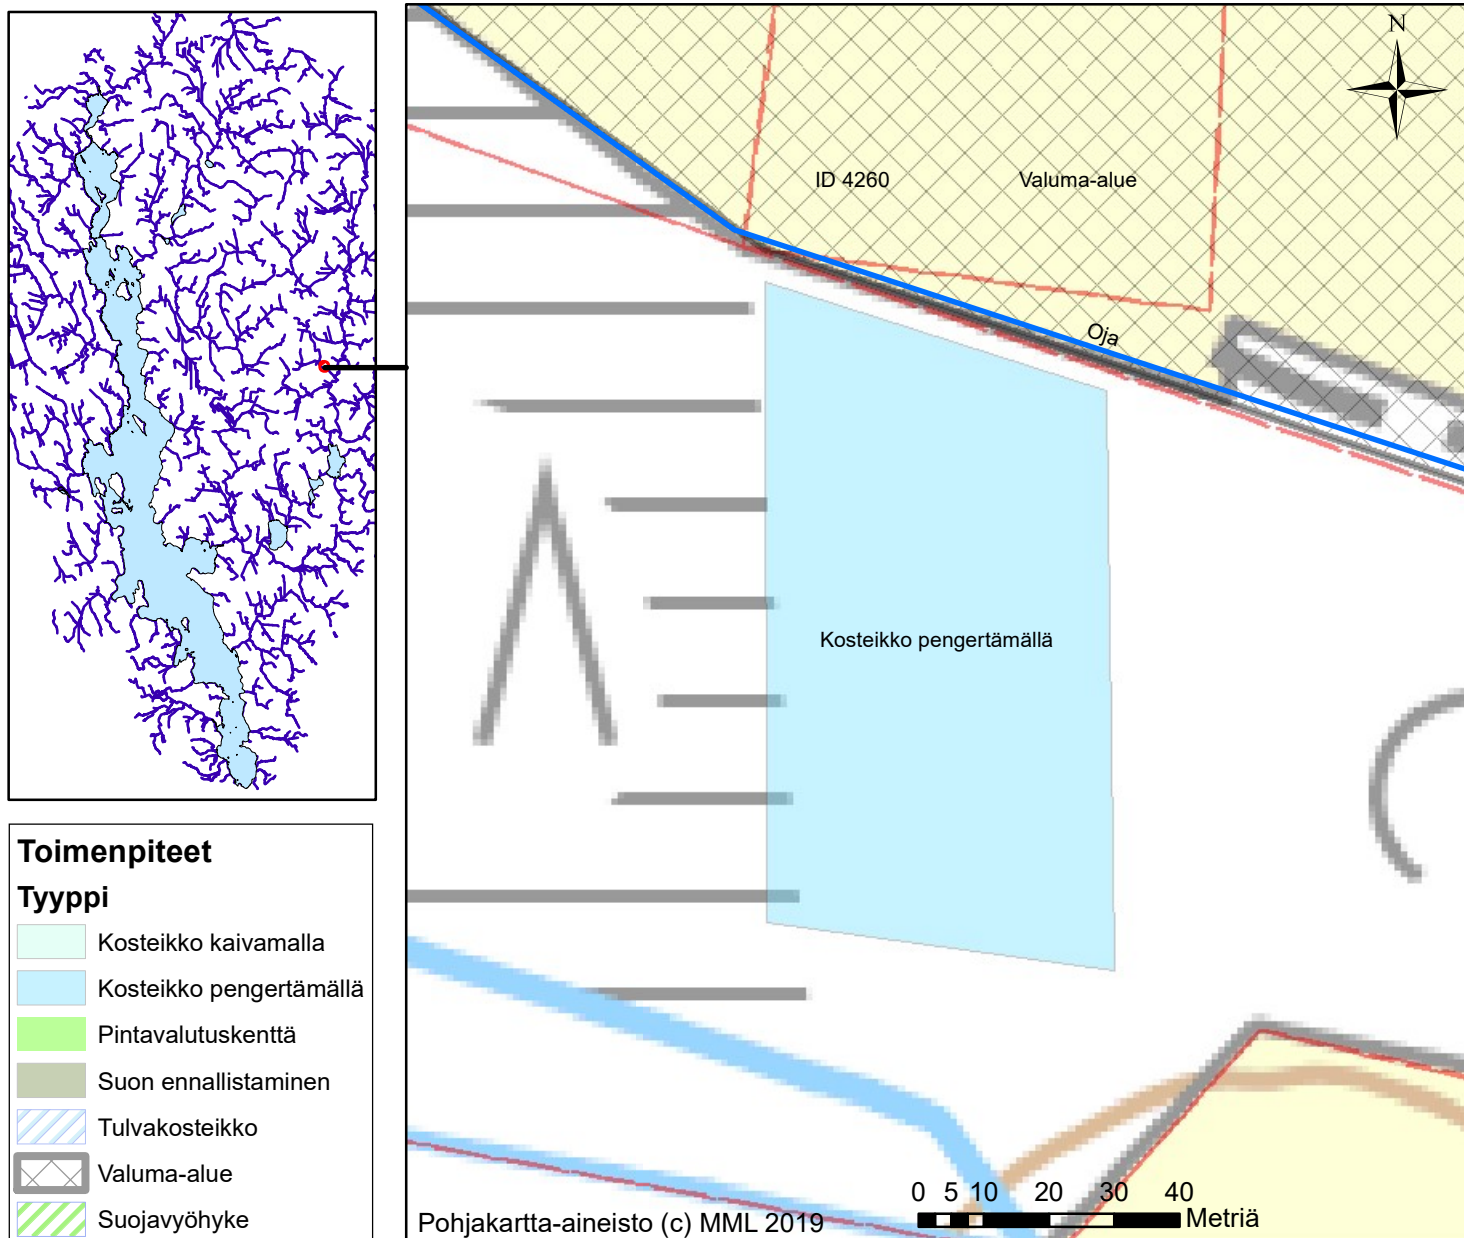 N
ID 4260
Valuma-alue
Oja
Kosteikko pengertämällä
Toimenpiteet
Tyyppi
Kosteikko kaivamalla
Kosteikko pengertämällä
Pintavalutuskenttä
Suon ennallistaminen
Tulvakosteikko
Valuma-alue
Suojavyöhyke
0 5 10 20 30 40
Metriä
Pohjakartta-aineisto (c) MML 2019